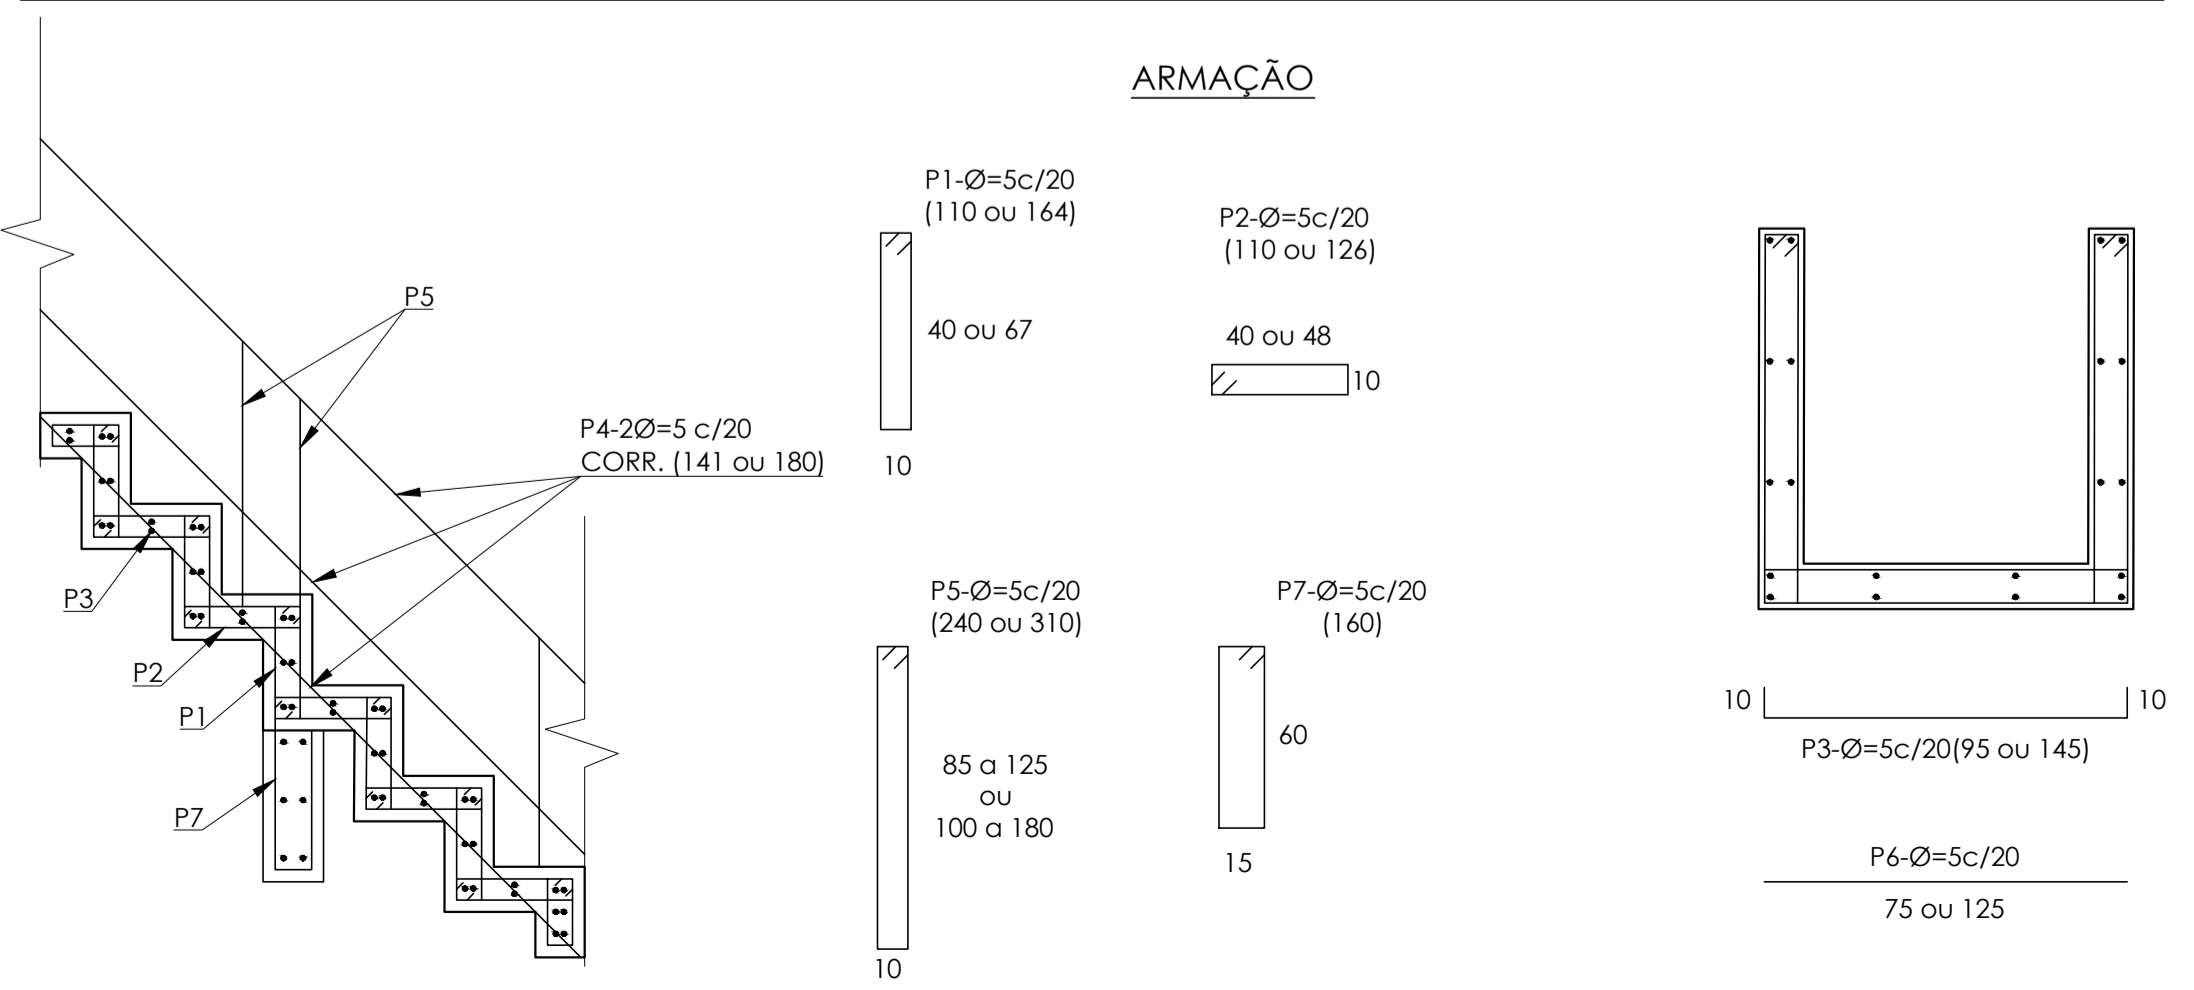 ARMAÇÃO
P1-Ø=5c/20
(110 ou 164)
40 ou 67
10
P2-Ø=5c/20
(110 ou 126)
40 ou 48
10
P5
P4-2Ø=5 c/20
CORR. (141 ou 180)
P3
P2
P1
P7
P5-Ø=5c/20
(240 ou 310)
85 a 125
ou
100 a 180
10
P7-Ø=5c/20
(160)
60
15
10
10
P3-Ø=5c/20(95 ou 145)
P6-Ø=5c/20
75 ou 125